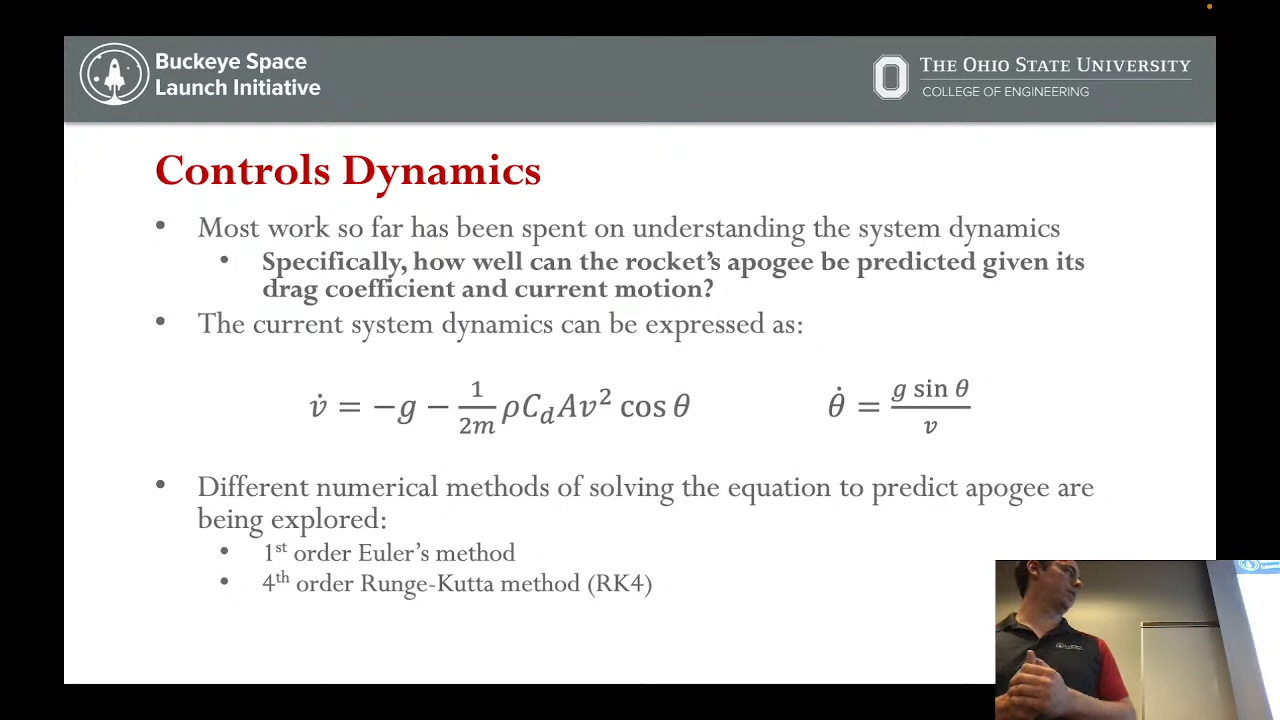 Buckeye Space
Launch Initiative
THE OHIO STATE UNIVERSITY
COLLEGE OF ENGINEERING
Controls Dynamics
• Most work so far has been spent on understanding the system dynamics
• Specifically, how well can the rocket's apogee be predicted given its
drag coefficient and current motion?
• The current system dynamics can be expressed as:
v̇ = −g − 1/2m ρC_d Av² cos θ
θ̇ = g sin θ / v
• Different numerical methods of solving the equation to predict apogee are
being explored:
• 1st order Euler's method
• 4th order Runge-Kutta method (RK4)